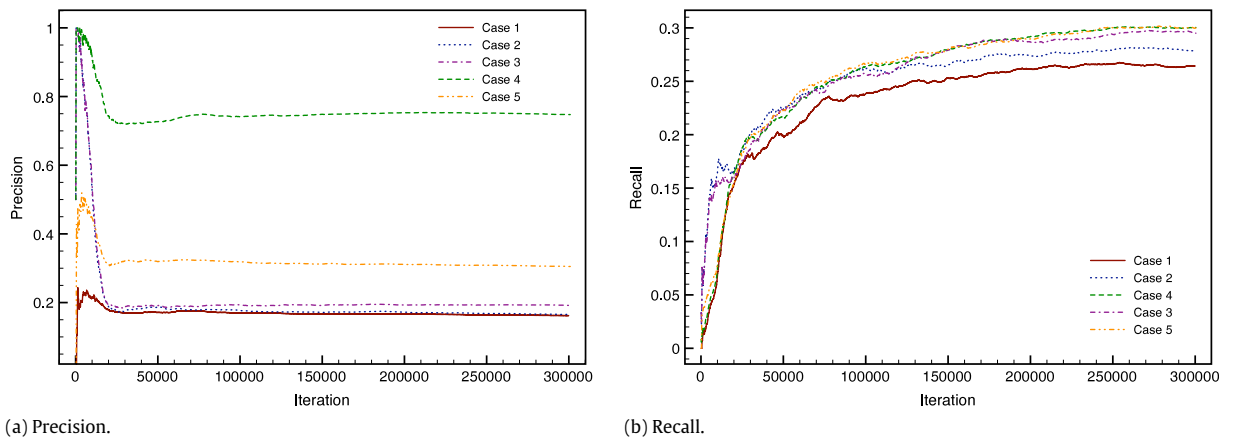 1
0.8
0.6
0.4
0.2
Precision
Case 1
Case 2
Case 3
Case 4
Case 5
0 50000 100000 150000 200000 250000 300000
Iteration
(a) Precision.
0.3
0.25
0.2
0.15
0.1
0.05
0
Recall
Case 1
Case 2
Case 4
Case 3
Case 5
0 50000 100000 150000 200000 250000 300000
Iteration
(b) Recall.